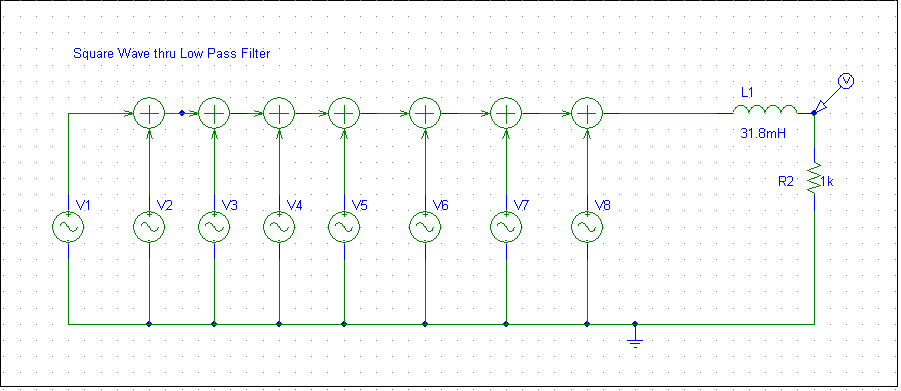 Square Wave thru Low Pass Filter
V
L1
31.8mH
R2 1k
V1 V2 V3 V4 V5 V6 V7 V8